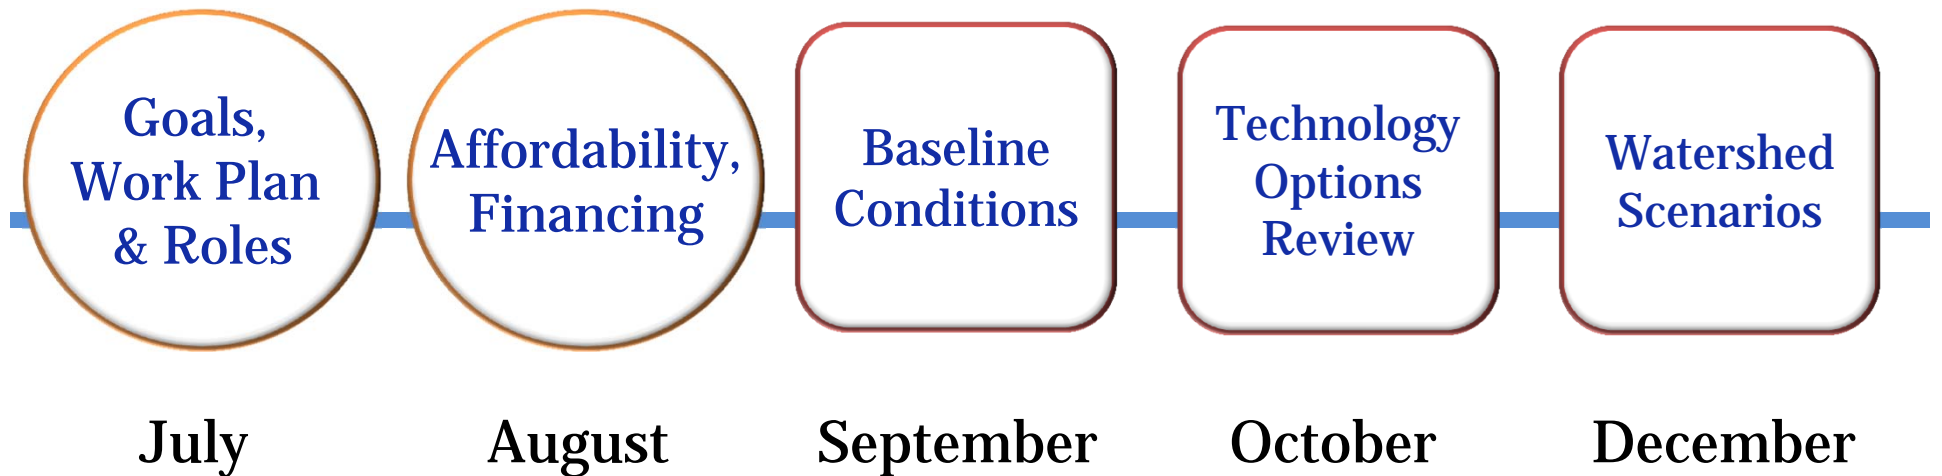 Goals,
Work Plan
& Roles
Affordability,
Financing
Baseline
Conditions
Technology
Options
Review
Watershed
Scenarios
July
August
September
October
December